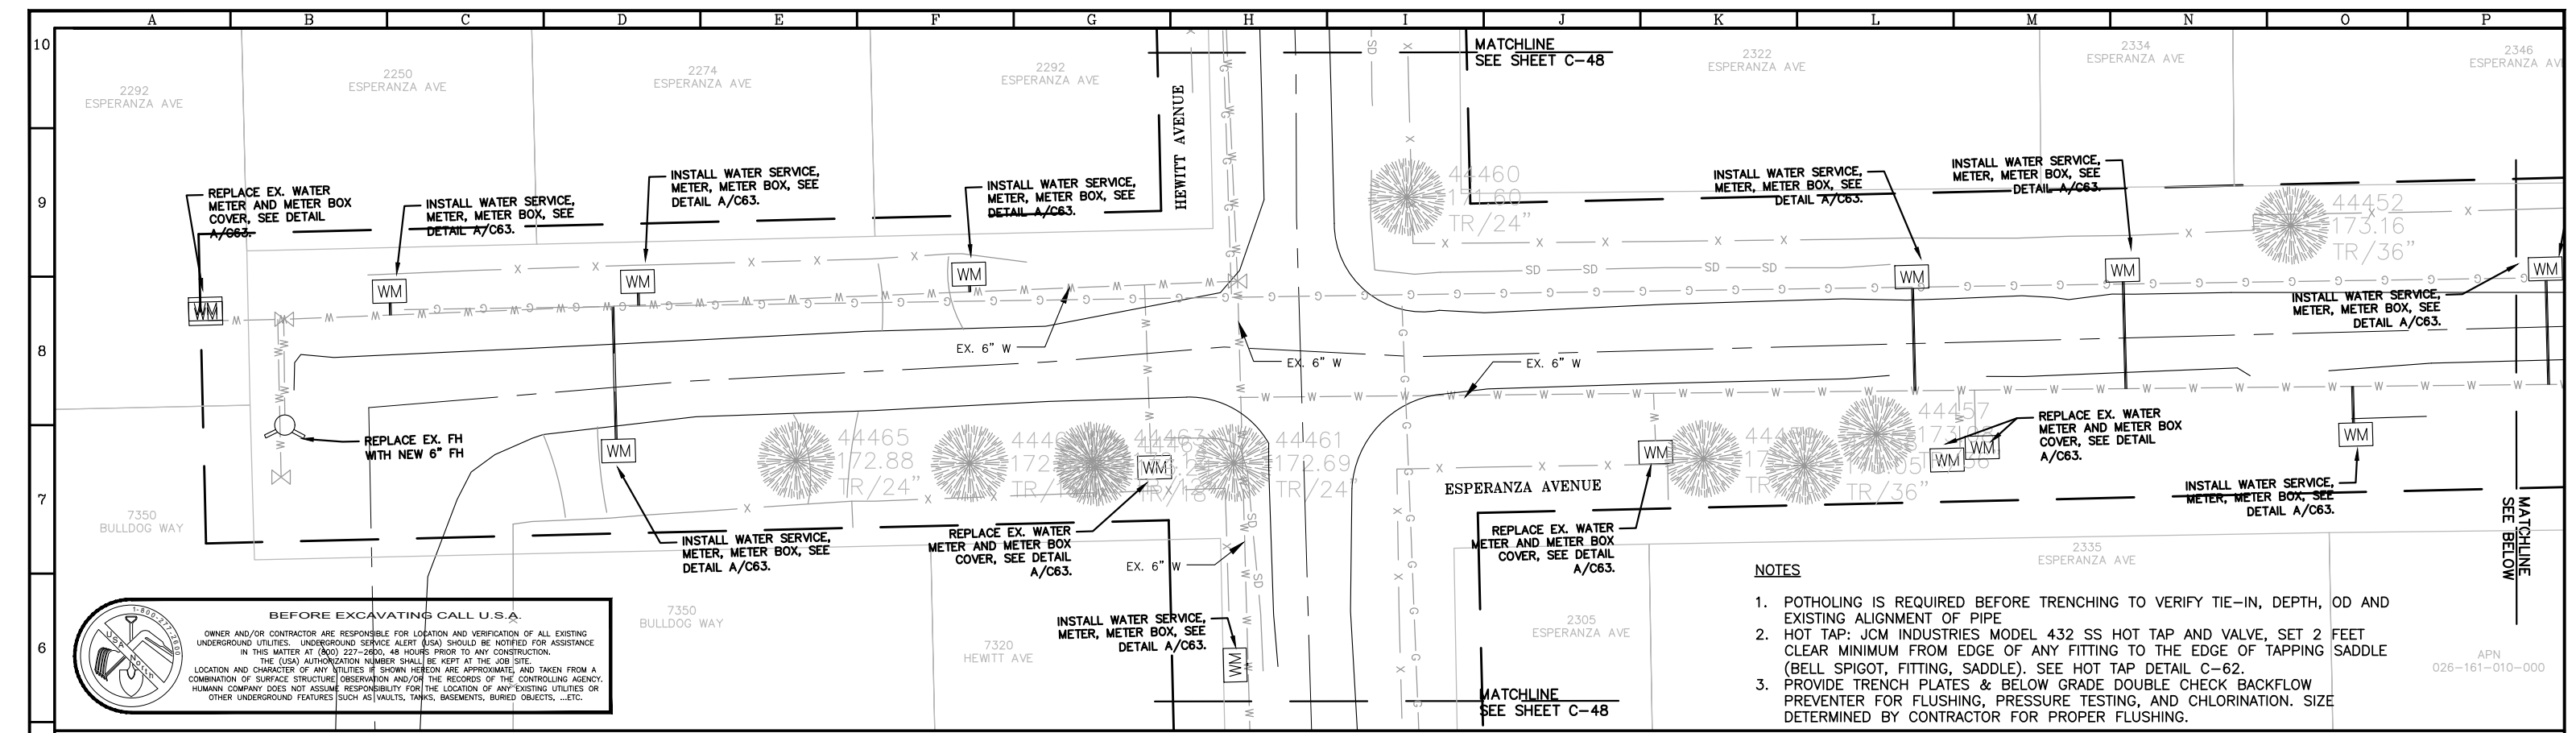 A B C D E F G H I J K L M N O P
10
9
8
7
6
2292
ESPERANZA AVE
2250
ESPERANZA AVE
2274
ESPERANZA AVE
2292
ESPERANZA AVE
HEWITT AVENUE
MATCHLINE
SEE SHEET C-48
2322
ESPERANZA AVE
2334
ESPERANZA AVE
2346
ESPERANZA AV
REPLACE EX. WATER
METER AND METER BOX
COVER, SEE DETAIL
A/C63.
INSTALL WATER SERVICE,
METER, METER BOX, SEE
DETAIL A/C63.
INSTALL WATER SERVICE,
METER, METER BOX, SEE
DETAIL A/C63.
INSTALL WATER SERVICE,
METER, METER BOX, SEE
DETAIL A/C63.
44460
171.60
TR/24"
INSTALL WATER SERVICE,
METER, METER BOX, SEE
DETAIL A/C63.
INSTALL WATER SERVICE,
METER, METER BOX, SEE
DETAIL A/C63.
44452
173.16
TR/36"
WM
WM
WM
WM
WM
WM
WM
INSTALL WATER SERVICE,
METER, METER BOX, SEE
DETAIL A/C63.
EX. 6" W
EX. 6" W
EX. 6" W
REPLACE EX. FH
WITH NEW 6" FH
WM
44465
172.88
TR/24"
WM
44461
172.69
TR/24"
WM
44457
TR/36"
WM
WM
REPLACE EX. WATER
METER AND METER BOX
COVER, SEE DETAIL
A/C63.
WM
ESPERANZA AVENUE
INSTALL WATER SERVICE,
METER, METER BOX, SEE
DETAIL A/C63.
MATCHLINE
SEE BELOW
7350
BULLDOG WAY
INSTALL WATER SERVICE,
METER, METER BOX, SEE
DETAIL A/C63.
REPLACE EX. WATER
METER AND METER BOX
COVER, SEE DETAIL
A/C63.
EX. 6" W
REPLACE EX. WATER
METER AND METER BOX
COVER, SEE DETAIL
A/C63.
2335
ESPERANZA AVE
7350
BULLDOG WAY
7320
HEWITT AVE
INSTALL WATER SERVICE,
METER, METER BOX, SEE
DETAIL A/C63.
WM
2305
ESPERANZA AVE
MATCHLINE
SEE SHEET C-48
APN
026-161-010-000
NOTES
1. POTHOLING IS REQUIRED BEFORE TRENCHING TO VERIFY TIE-IN, DEPTH, OD AND
EXISTING ALIGNMENT OF PIPE
2. HOT TAP: JCM INDUSTRIES MODEL 432 SS HOT TAP AND VALVE, SET 2 FEET
CLEAR MINIMUM FROM EDGE OF ANY FITTING TO THE EDGE OF TAPPING SADDLE
(BELL SPIGOT, FITTING, SADDLE). SEE HOT TAP DETAIL C-62.
3. PROVIDE TRENCH PLATES & BELOW GRADE DOUBLE CHECK BACKFLOW
PREVENTER FOR FLUSHING, PRESSURE TESTING, AND CHLORINATION. SIZE
DETERMINED BY CONTRACTOR FOR PROPER FLUSHING.
USA North
BEFORE EXCAVATING CALL U.S.A.
OWNER AND/OR CONTRACTOR ARE RESPONSIBLE FOR LOCATION AND VERIFICATION OF ALL EXISTING
UNDERGROUND UTILITIES. UNDERGROUND SERVICE ALERT (USA) SHOULD BE NOTIFIED FOR ASSISTANCE
IN THIS MATTER AT (800) 227-2600, 48 HOURS PRIOR TO ANY CONSTRUCTION.
THE (USA) AUTHORIZATION NUMBER SHALL BE KEPT AT THE JOB SITE.
LOCATION AND CHARACTER OF ANY UTILITIES IF SHOWN HEREON ARE APPROXIMATE, AND TAKEN FROM A
COMBINATION OF SURFACE STRUCTURE OBSERVATION AND/OR THE RECORDS OF THE CONTROLLING AGENCY.
HUMANN COMPANY DOES NOT ASSUME RESPONSIBILITY FOR THE LOCATION OF ANY EXISTING UTILITIES OR
OTHER UNDERGROUND FEATURES SUCH AS VAULTS, TANKS, BASEMENTS, BURIED OBJECTS, ...ETC.